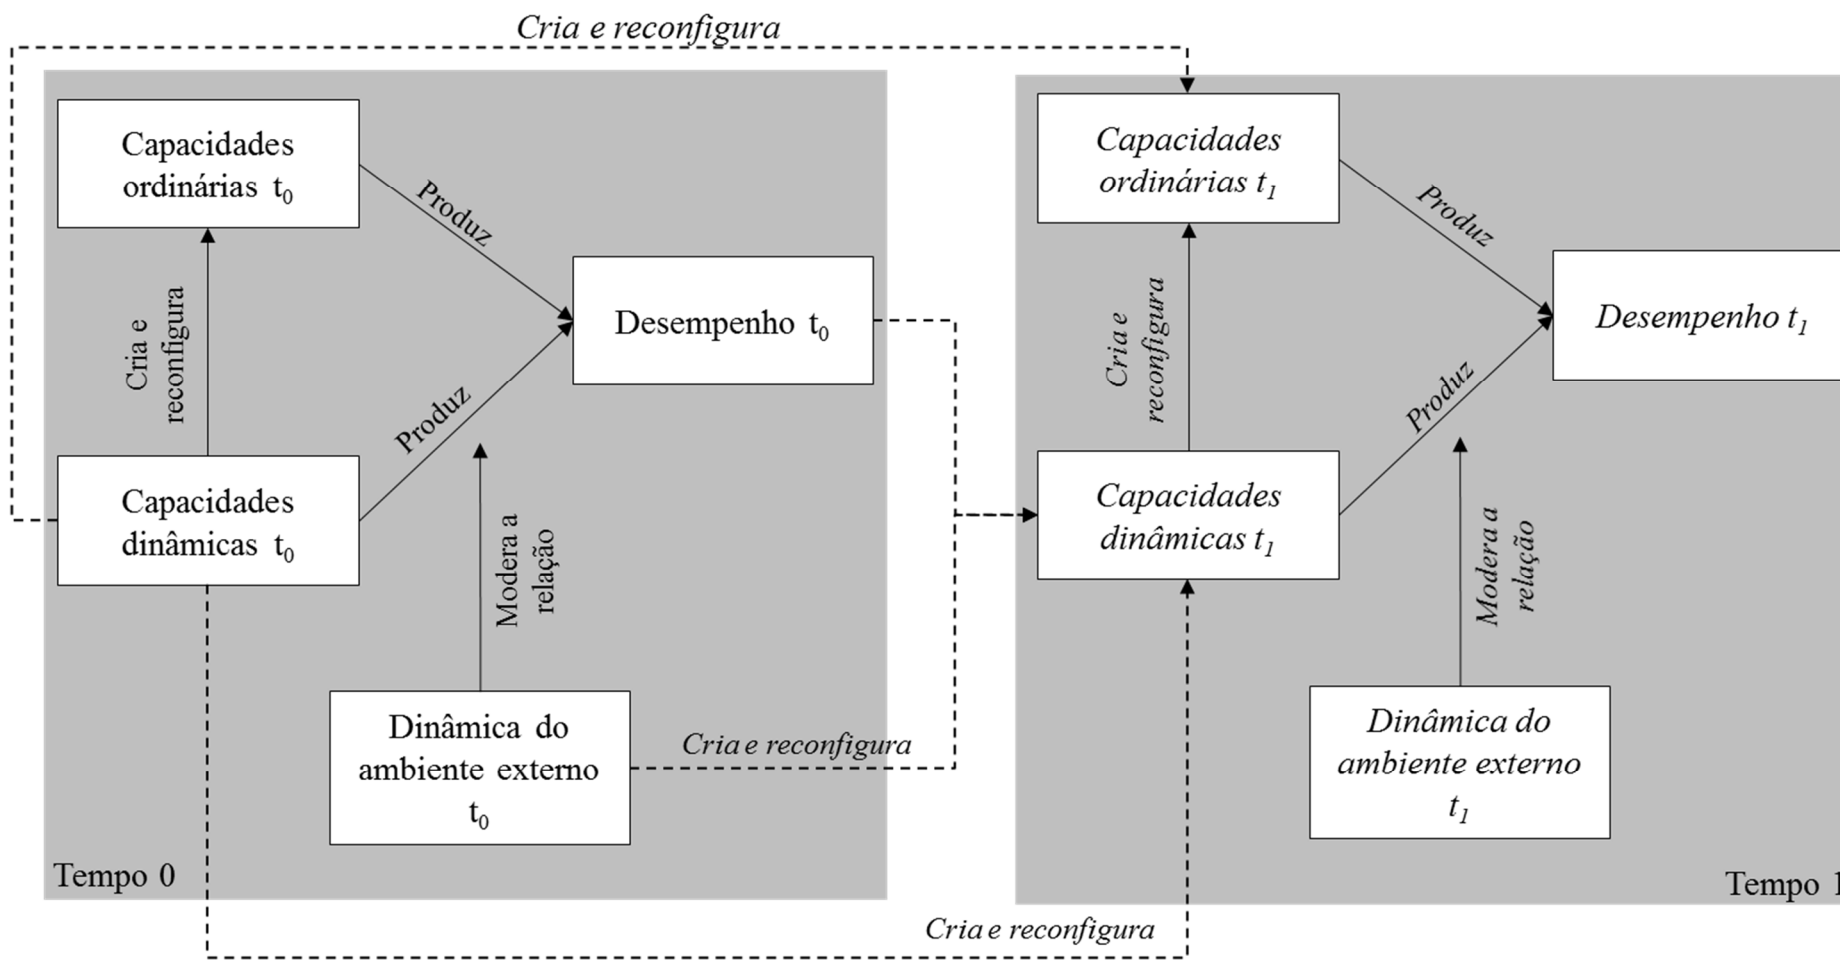 Cria e reconfigura
Capacidades
ordinárias t0
Produz
Cria e
reconfigura
Desempenho t0
Produz
Capacidades
dinâmicas t0
Modera a
relação
Dinâmica do
ambiente externo
t0
Cria e reconfigura
Tempo 0
Capacidades
ordinárias t1
Produz
Cria e
reconfigura
Desempenho t1
Produz
Capacidades
dinâmicas t1
Modera a
relação
Dinâmica do
ambiente externo
t1
Tempo 1
Cria e reconfigura